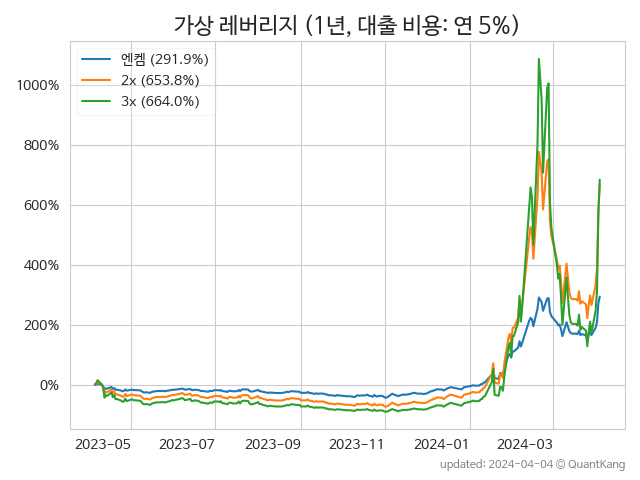 가상 레버리지 (1년, 대출 비용: 연 5%)
엔켐 (291.9%)
2x (653.8%)
3x (664.0%)
1000%
800%
600%
400%
200%
0%
2023-05 2023-07 2023-09 2023-11 2024-01 2024-03
updated: 2024-04-04 © QuantKang